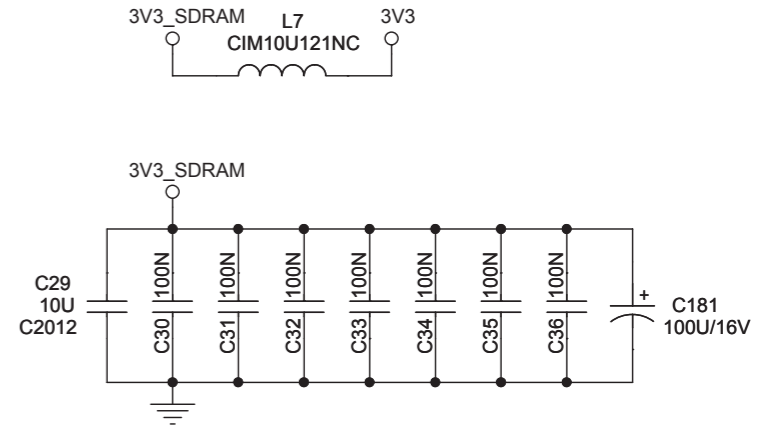 3V3_SDRAM
L7
3V3
CIM10U121NC
3V3_SDRAM
C29
10U
C2012
100N
C30
100N
C31
100N
C32
100N
C33
100N
C34
100N
C35
100N
C36
+
C181
100U/16V